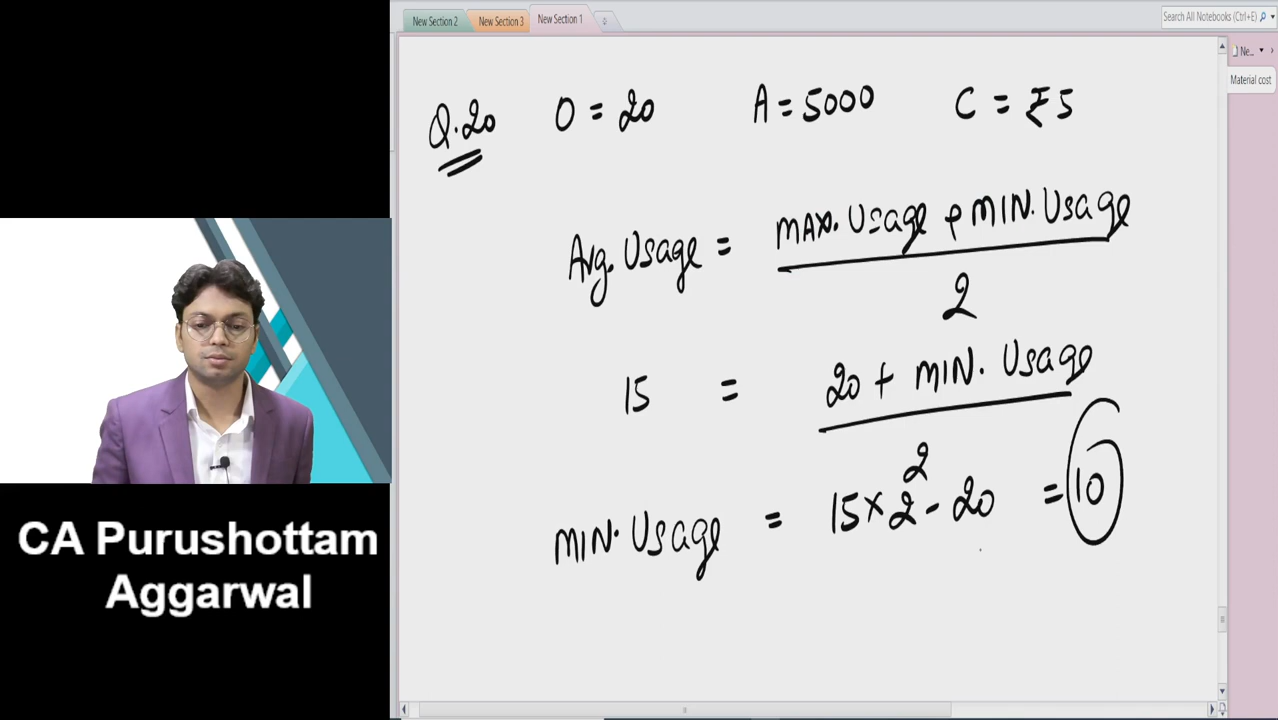 New Section 2 New Section 3 New Section 1
Search All Notebooks (Ctrl+E)
Ne...
Material cost
Q.20 O = 20 A = 5000 C = ₹5
Avg. Usage = MAX. Usage + MIN. Usage
2
15 = 20 + MIN. Usage
2
MIN. Usage = 15 × 2 - 20 = 10
CA Purushottam
Aggarwal